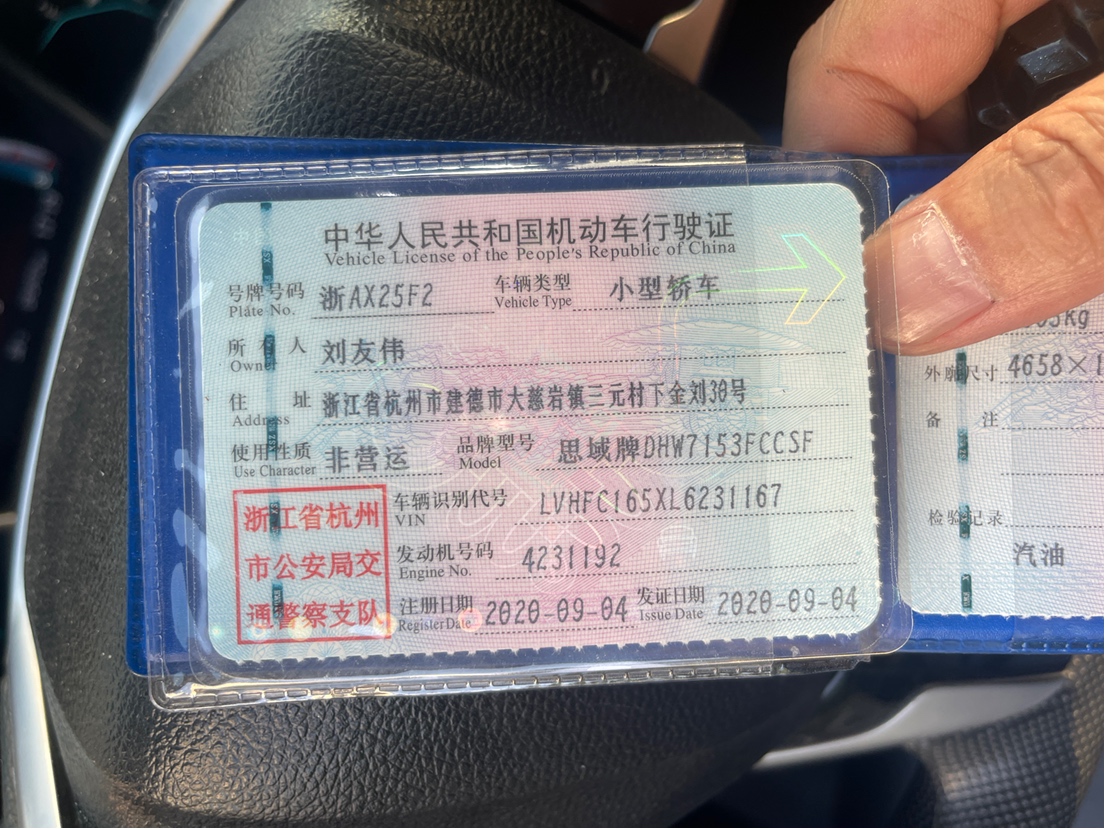 中华人民共和国机动车行驶证
Vehicle License of the People's Republic of China
号牌号码 浙AX25F2 车辆类型 小型轿车
Plate No. Vehicle Type
所有人 刘友伟
Owner
住址 浙江省杭州市建德市大慈岩镇三元村下金刘30号
Address
使用性质 非营运 品牌型号 思域牌DHW7153FCCSF
Use Character Model
浙江省杭州
市公安局交
通警察支队
车辆识别代号 LVHFC165XL6231167
VIN
发动机号码 4231192
Engine No.
注册日期 2020-09-04 发证日期 2020-09-04
Register Date Issue Date
外廓尺寸 4658×1
备注
检验记录
汽油